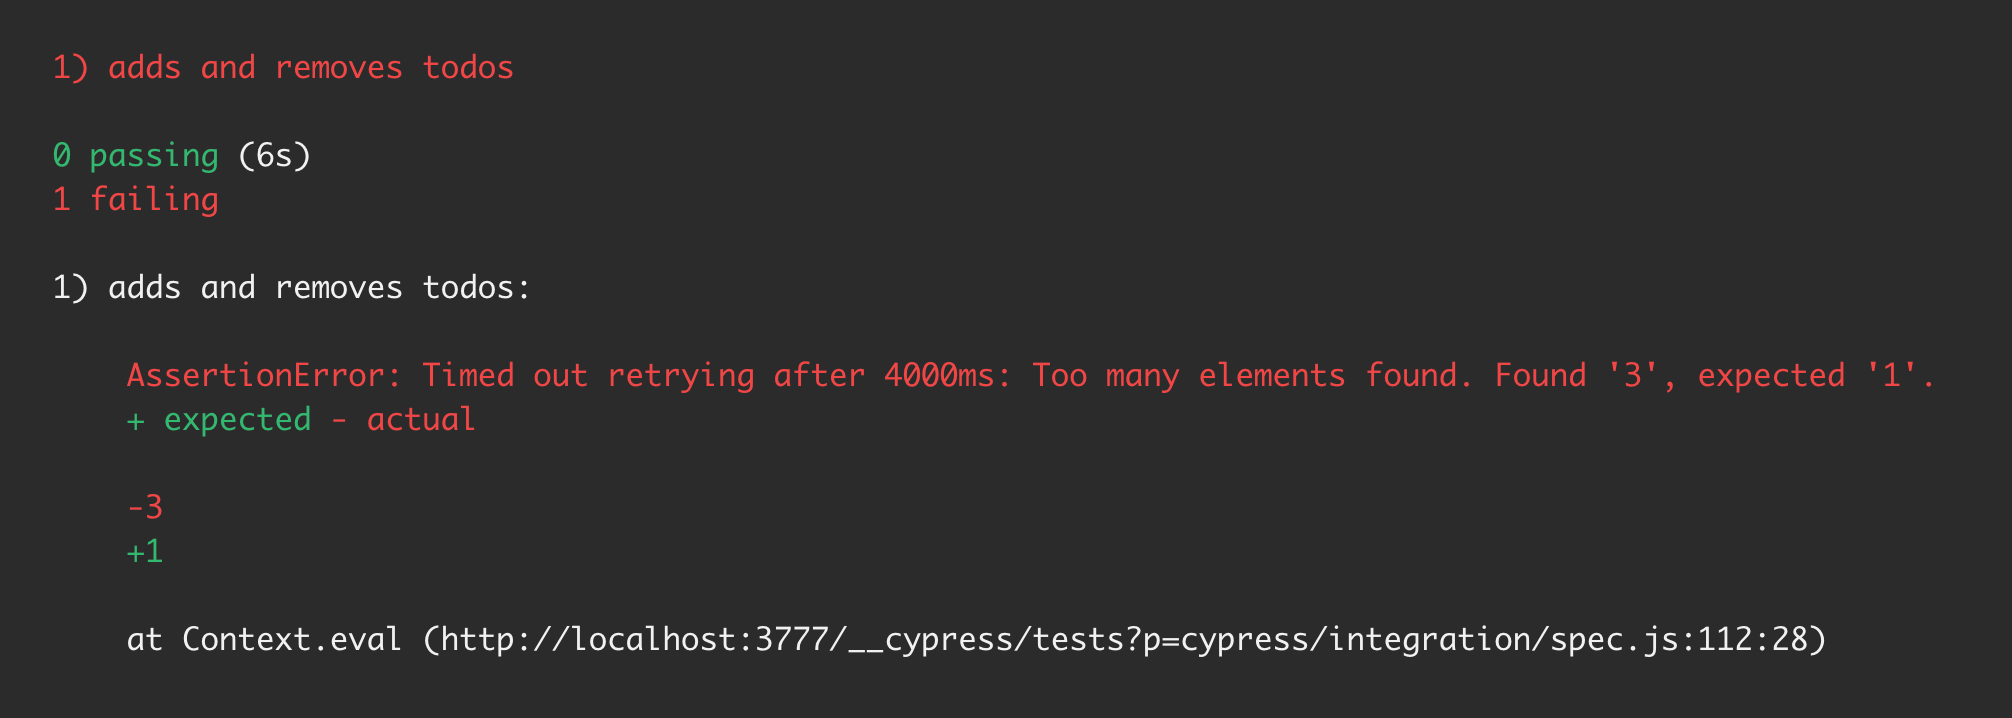 1) adds and removes todos
0 passing (6s)
1 failing
1) adds and removes todos:
AssertionError: Timed out retrying after 4000ms: Too many elements found. Found '3', expected '1'.
+ expected - actual
-3
+1
at Context.eval (http://localhost:3777/__cypress/tests?p=cypress/integration/spec.js:112:28)